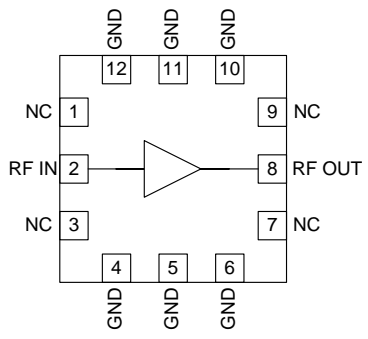 GND GND GND
12 11 10
NC 1 9 NC
RF IN 2 8 RF OUT
NC 3 7 NC
4 5 6
GND GND GND